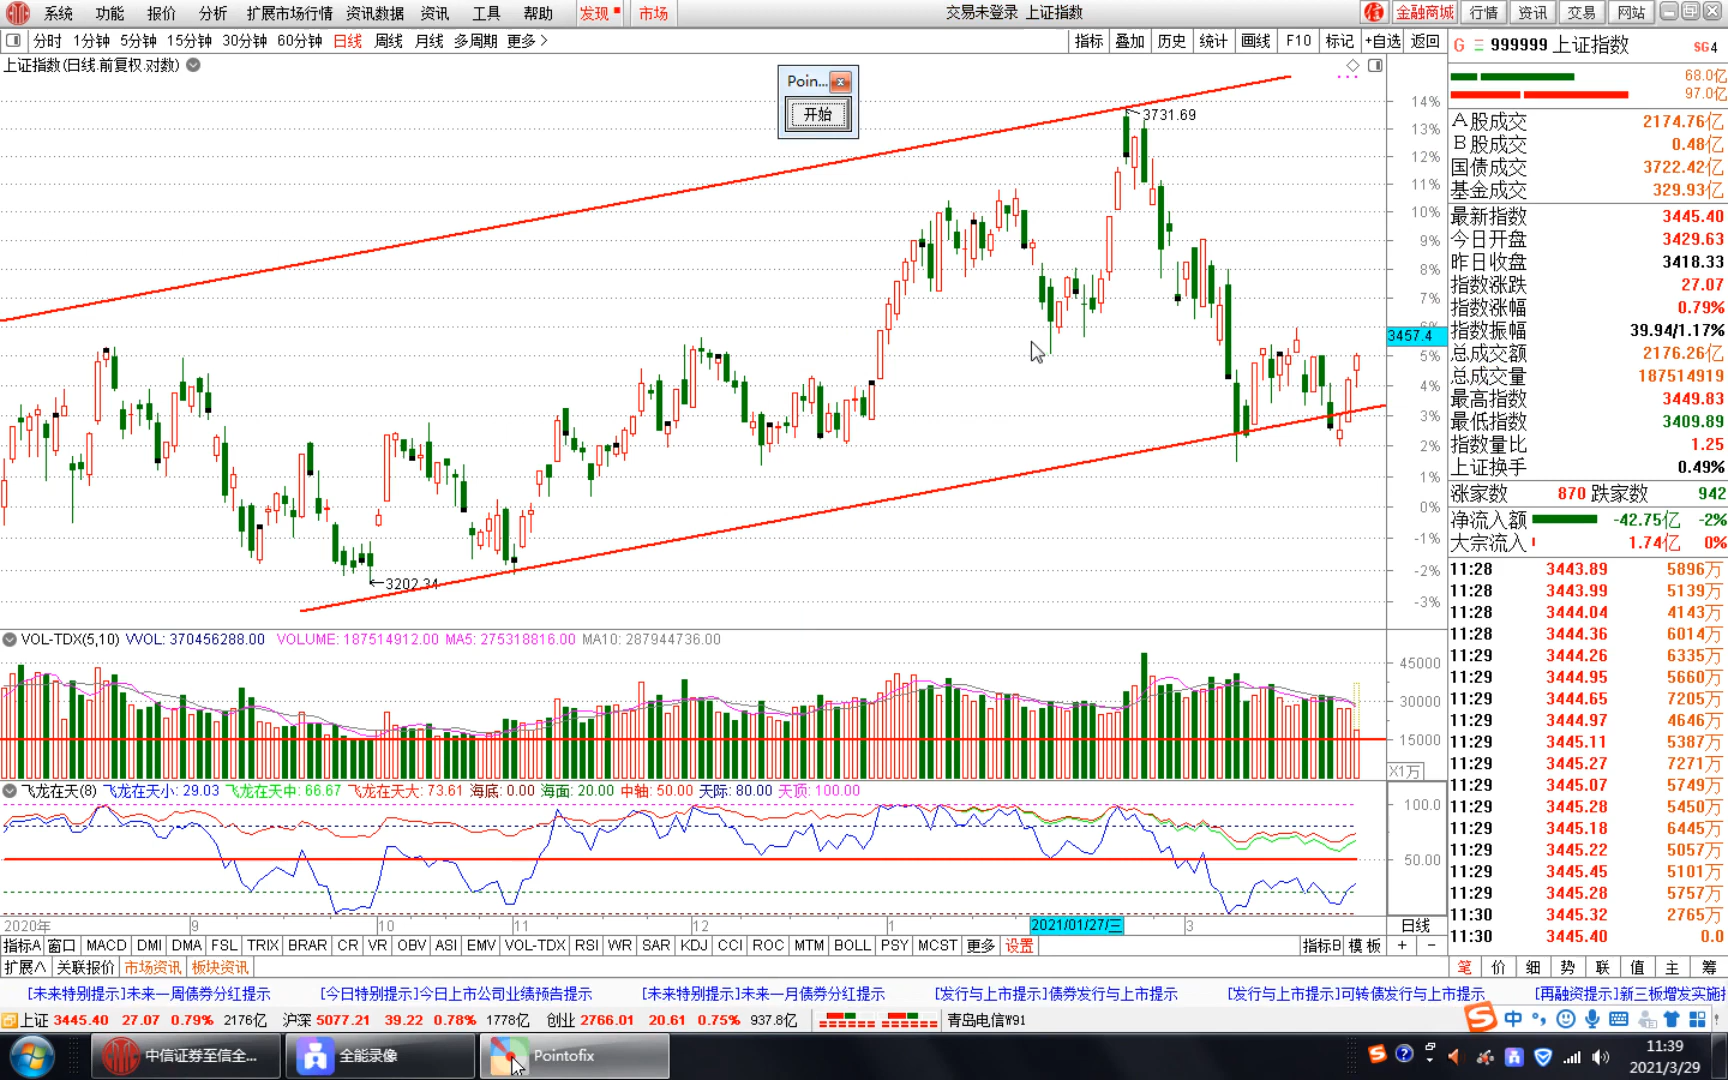 系统 功能 报价 分析 扩展市场行情 资讯数据 资讯 工具 帮助 发现 市场 交易未登录 上证指数 金融商城 行情 资讯 交易 网站
分时 1分钟 5分钟 15分钟 30分钟 60分钟 日线 周线 月线 多周期 更多 指标 叠加 历史 统计 画线 F10 标记 +自选 返回
G 999999 上证指数 SG4
上证指数(日线.前复权.对数)
68.0亿
97.0亿
Poin...
开始
3731.69
3202.34
14%
13%
12%
11%
10%
9%
8%
7%
6%
3457.4
5%
4%
3%
2%
1%
0%
-1%
-2%
-3%
A股成交 2174.76亿
B股成交 0.48亿
国债成交 3722.42亿
基金成交 329.93亿
最新指数 3445.40
今日开盘 3429.63
昨日收盘 3418.33
指数涨跌 27.07
指数涨幅 0.79%
指数振幅 39.94/1.17%
总成交额 2176.26亿
总成交量 187514919
最高指数 3449.83
最低指数 3409.89
指数量比 1.25
上证换手 0.49%
涨家数 870 跌家数 942
净流入额 -42.75亿 -2%
大宗流入 1.74亿 0%
11:28 3443.89 5896万
11:28 3443.99 5139万
11:28 3444.04 4143万
11:28 3444.36 6014万
11:29 3444.26 6335万
11:29 3444.95 5660万
11:29 3444.65 7205万
11:29 3444.97 4646万
11:29 3445.11 5387万
11:29 3445.27 7271万
11:29 3445.07 5749万
11:29 3445.28 5450万
11:29 3445.18 6445万
11:29 3445.22 5057万
11:29 3445.45 5101万
11:29 3445.28 5757万
11:30 3445.32 2765万
11:30 3445.40 0.0
VOL-TDX(5,10) VVOL: 370456288.00 VOLUME: 187514912.00 MA5: 275318816.00 MA10: 287944736.00
45000
30000
15000
X1万
飞龙在天(8) 飞龙在天小: 29.03 飞龙在天中: 66.67 飞龙在天大: 73.61 海底: 0.00 海面: 20.00 中轴: 50.00 天际: 80.00 天顶: 100.00
100.0
50.00
2020年 9 10 11 12 1 2021/01/27/三 3 日线
指标A 窗口 MACD DMI DMA FSL TRIX BRAR CR VR OBV ASI EMV VOL-TDX RSI WR SAR KDJ CCI ROC MTM BOLL PSY MCST 更多 设置 指标B 模板 + -
扩展∧ 关联报价 市场资讯 板块资讯 笔 价 细 势 联 值 主 筹
[未来特别提示]未来一周债券分红提示 [今日特别提示]今日上市公司业绩预告提示 [未来特别提示]未来一月债券分红提示 [发行与上市提示]债券发行与上市提示 [发行与上市提示]可转债发行与上市提示 [再融资提示]新三板增发实施
上证 3445.40 27.07 0.79% 2176亿 沪深 5077.21 39.22 0.78% 1778亿 创业 2766.01 20.61 0.75% 937.8亿 青岛电信W91
中
中信证券至信全... 全能录像 Pointofix
11:39
2021/3/29